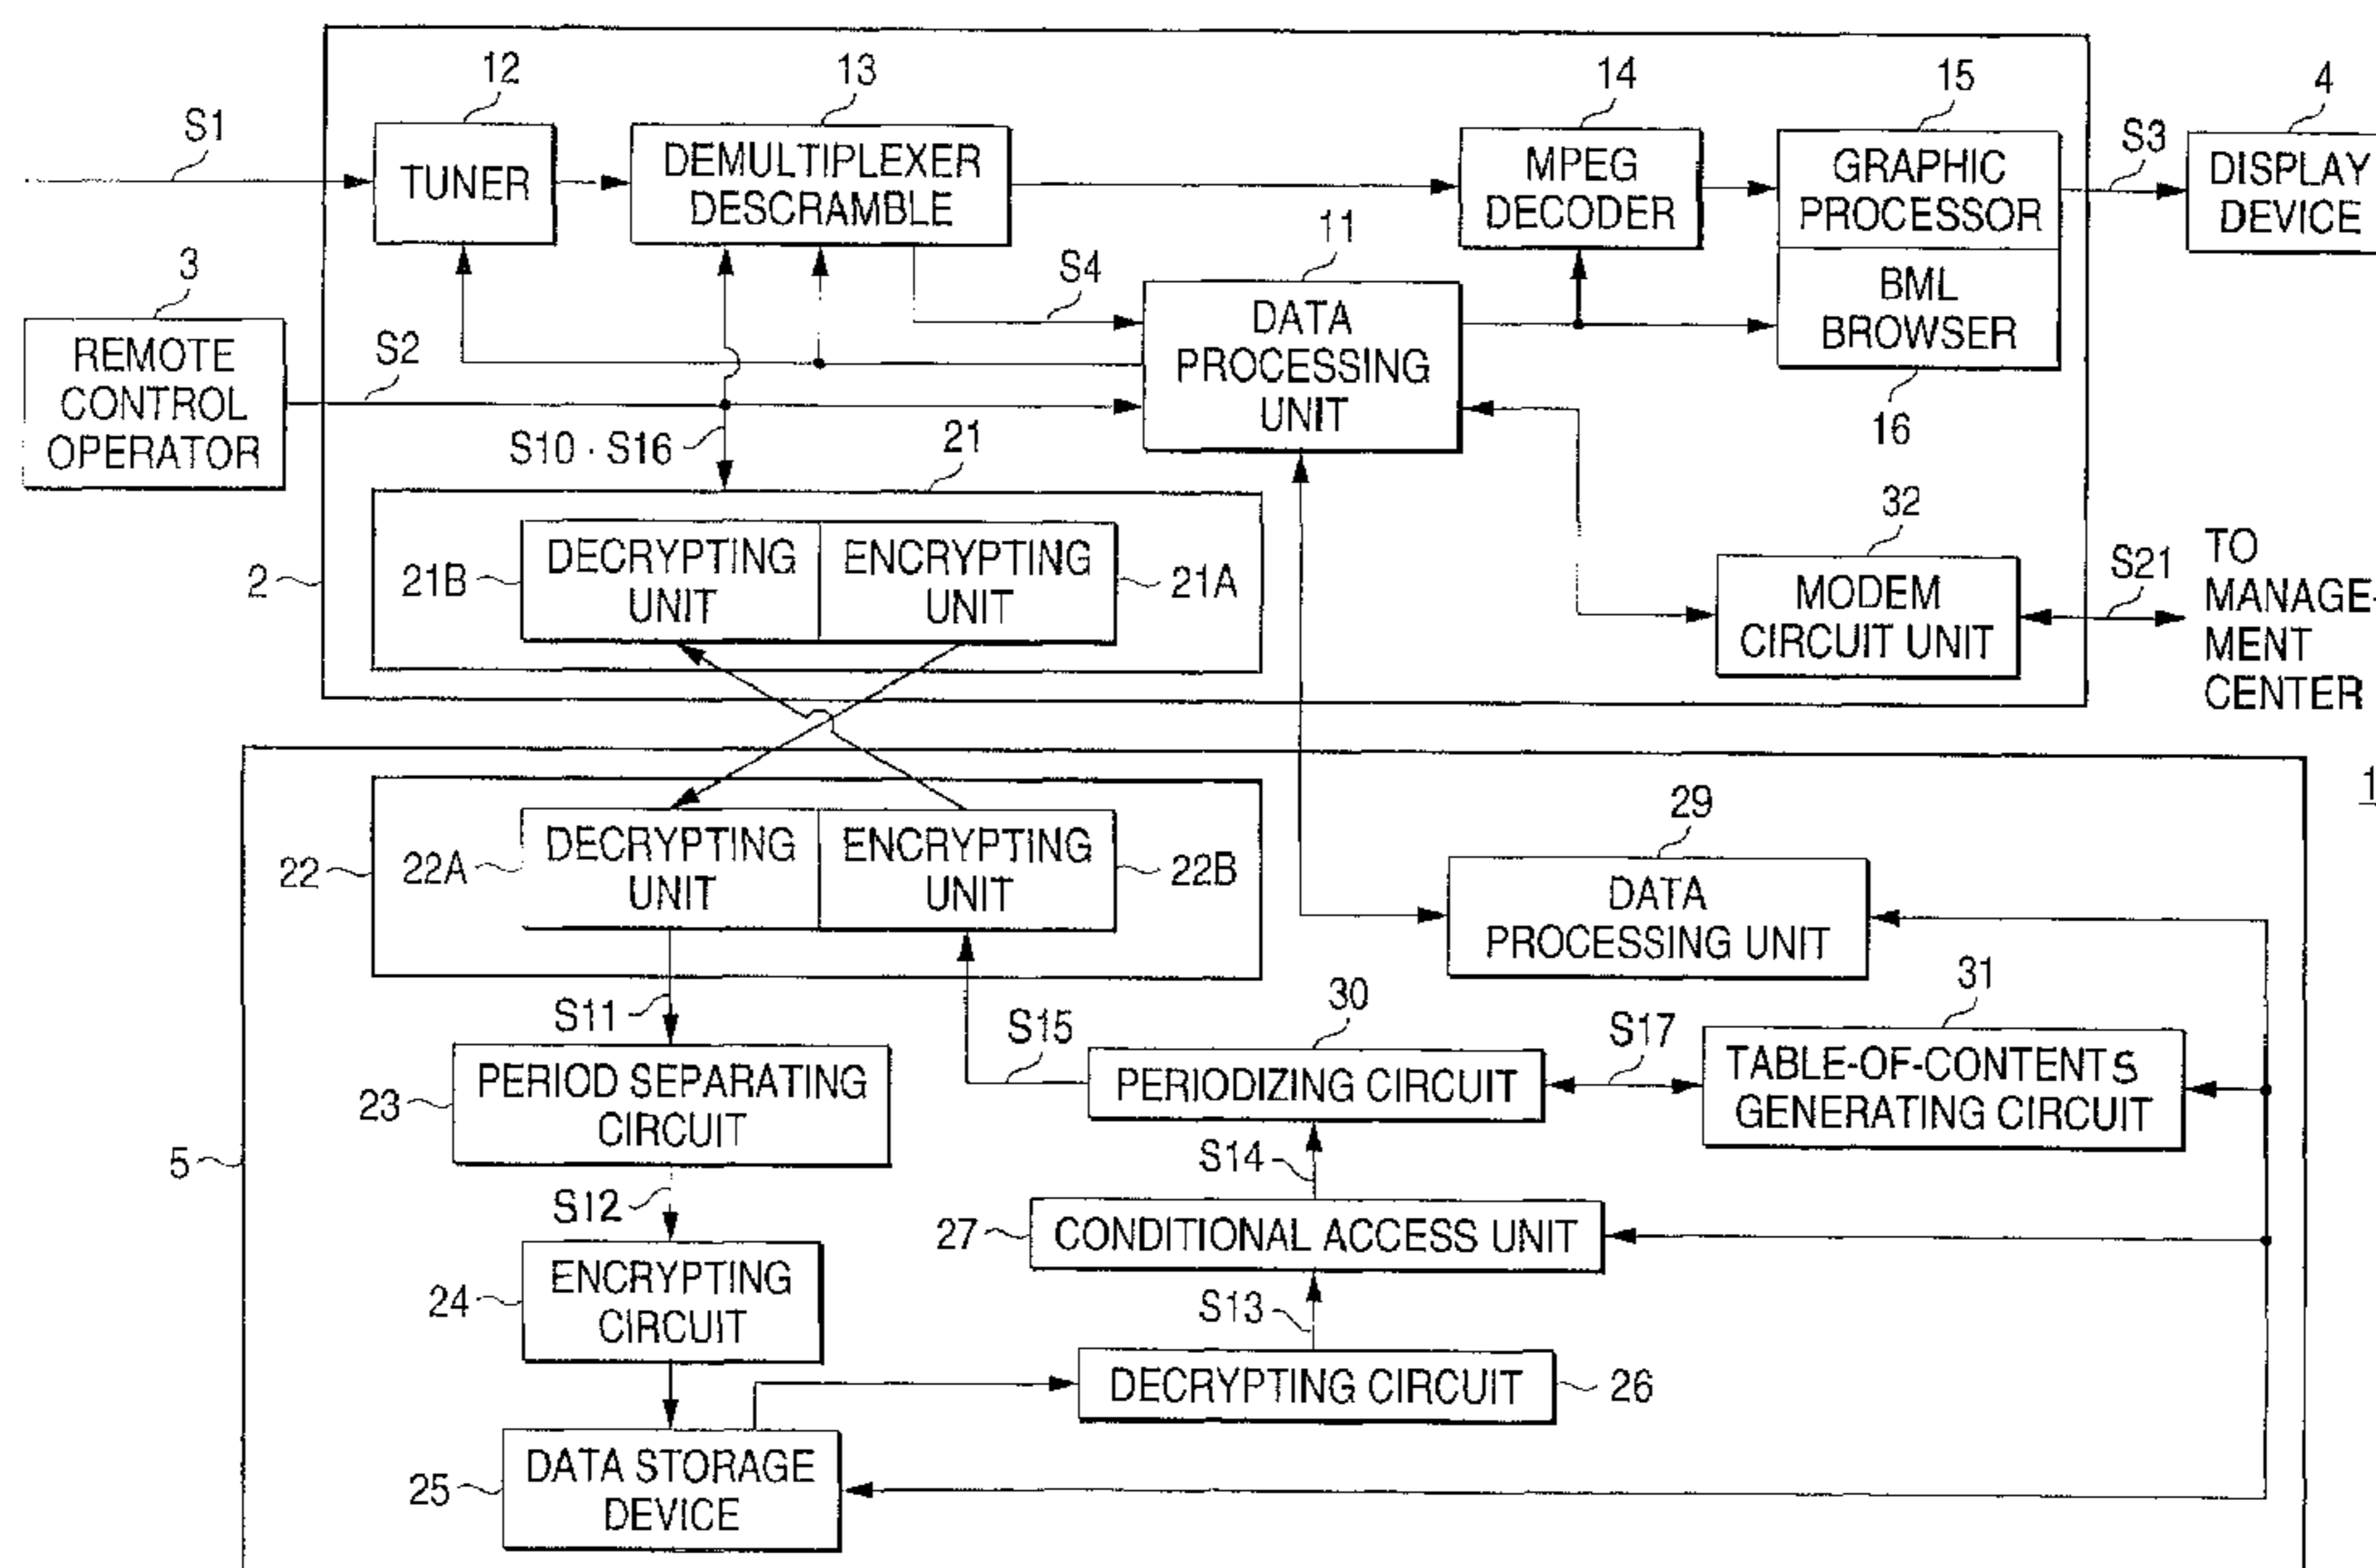 12
13
14
15
4
S1
TUNER
DEMULTIPLEXER
DESCRAMBLE
MPEG
DECODER
GRAPHIC
PROCESSOR
S3
DISPLAY
DEVICE
3
REMOTE
CONTROL
OPERATOR
S2
S4
11
DATA
PROCESSING
UNIT
BML
BROWSER
16
S10 · S16
21
32
2
21B
DECRYPTING
UNIT
ENCRYPTING
UNIT
21A
MODEM
CIRCUIT UNIT
S21
TO
MANAGE-
MENT
CENTER
1
22
22A
DECRYPTING
UNIT
ENCRYPTING
UNIT
22B
29
DATA
PROCESSING UNIT
S11
S15
30
S17
31
23
PERIOD SEPARATING
CIRCUIT
PERIODIZING CIRCUIT
TABLE-OF-CONTENTS
GENERATING CIRCUIT
5
S12
S14
24
ENCRYPTING
CIRCUIT
27
CONDITIONAL ACCESS UNIT
S13
DECRYPTING CIRCUIT
26
25
DATA STORAGE
DEVICE